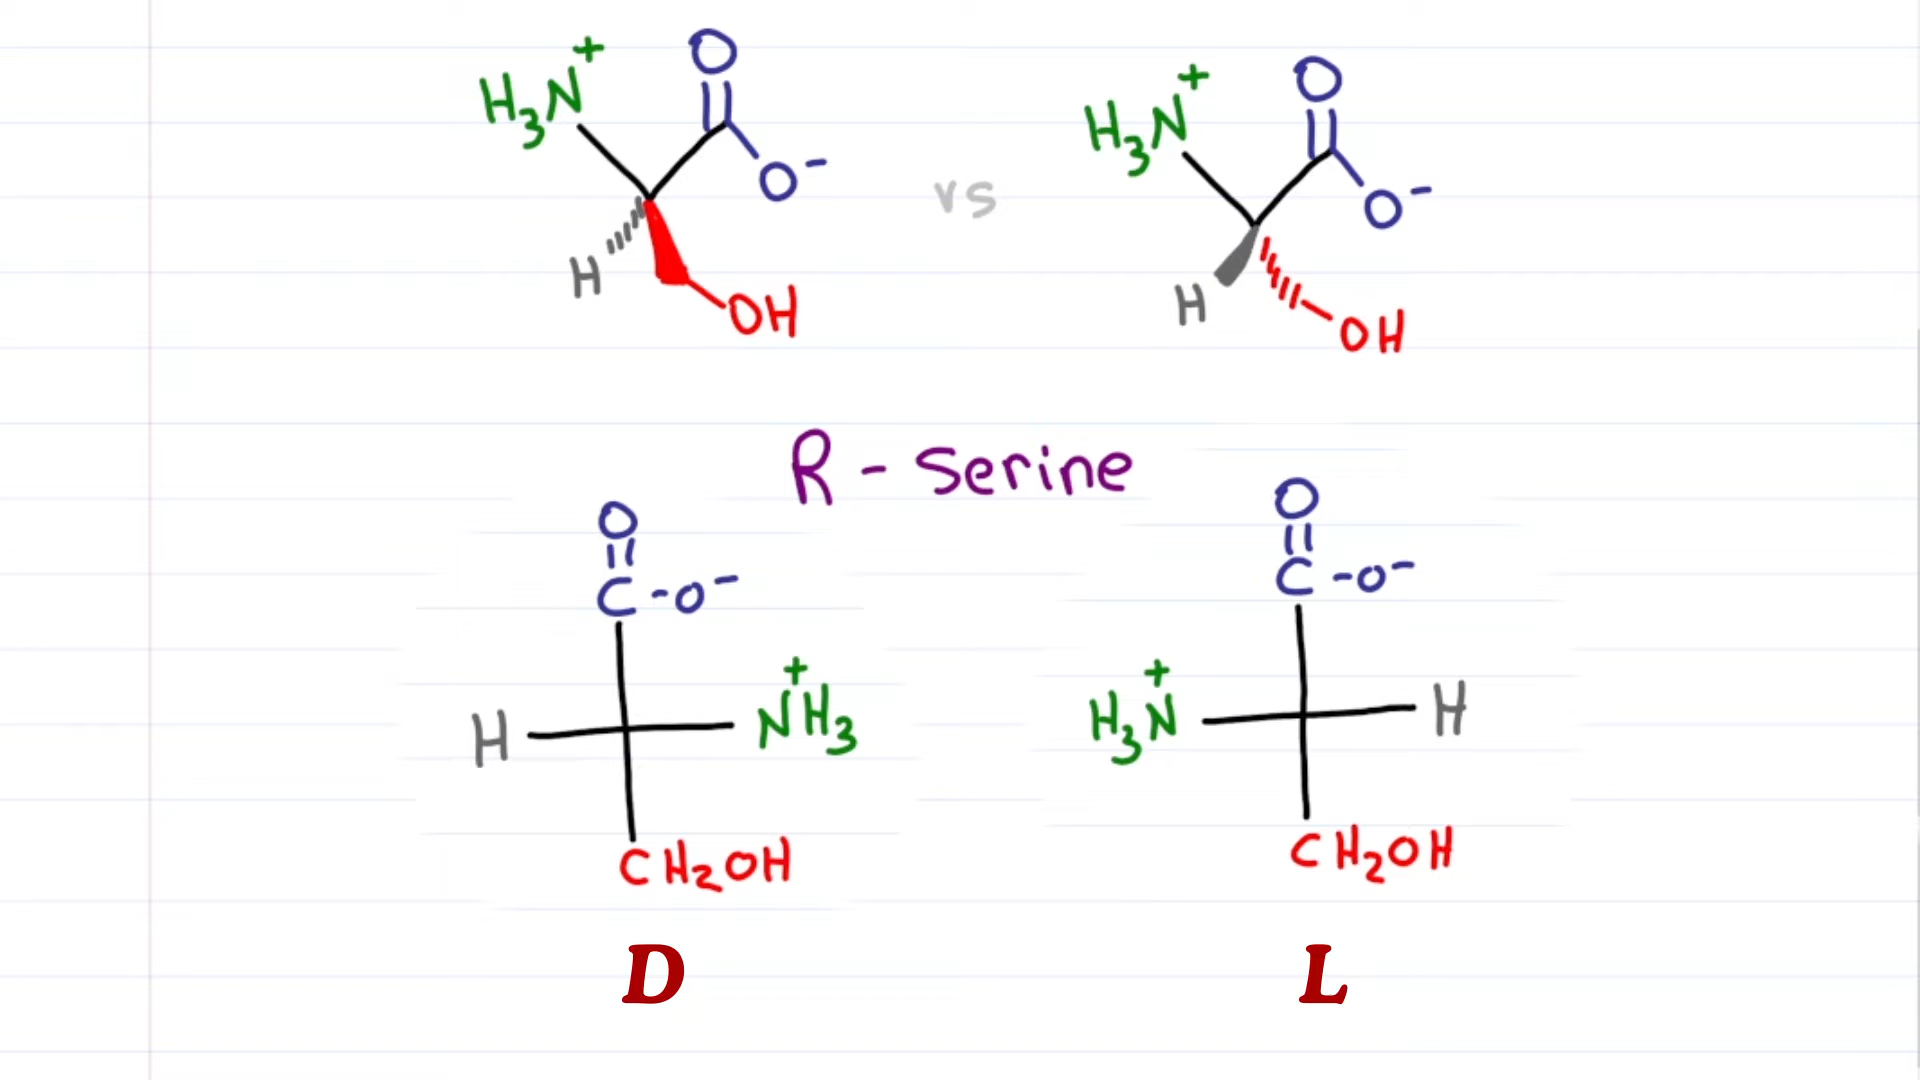 H₃N⁺ O O⁻ H OH
vs
H₃N⁺ O O⁻ H OH
R - Serine
O
C-O⁻
H NH₃⁺
CH₂OH
D
O
C-O⁻
H₃N⁺ H
CH₂OH
L